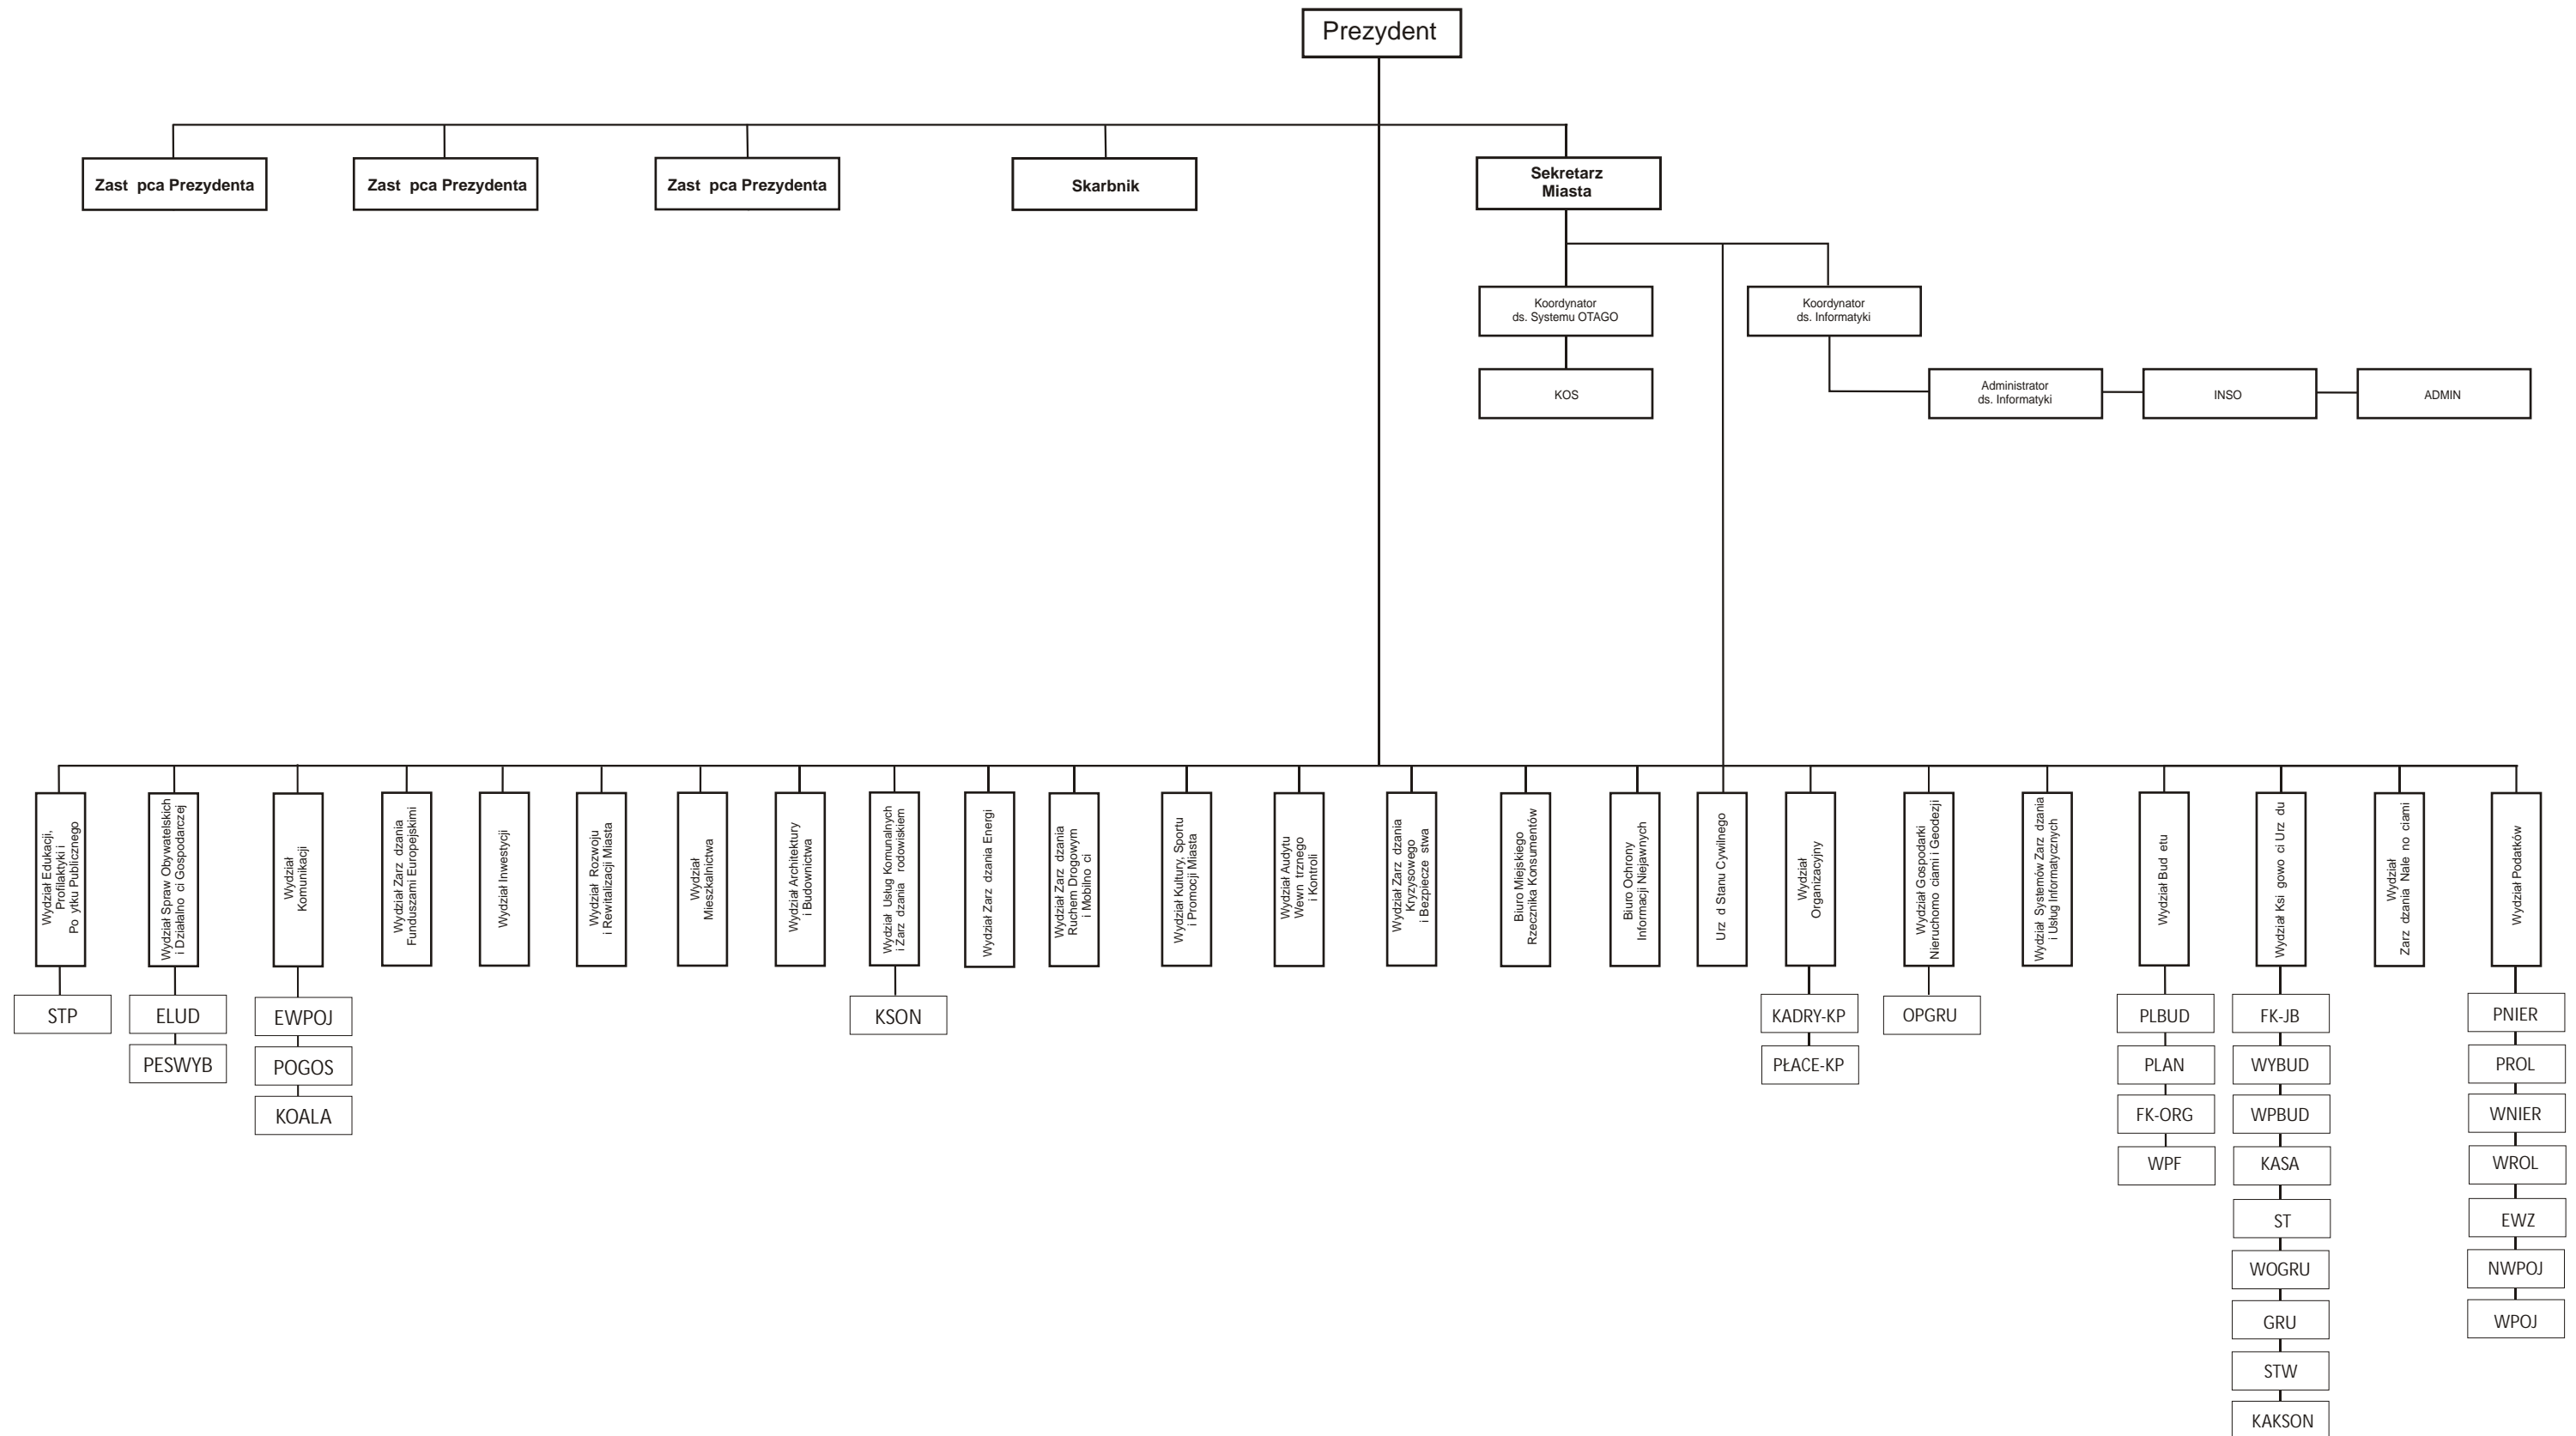 Prezydent
Zast pca Prezydenta
Zast pca Prezydenta
Zast pca Prezydenta
Skarbnik
Sekretarz
Miasta
Koordynator
ds. Systemu OTAGO
Koordynator
ds. Informatyki
KOS
Administrator
ds. Informatyki
INSO
ADMIN
Wydział Edukacji,
Profilaktyki i
Po ytku Publicznego
Wydział Spraw Obywatelskich
i Działalno ci Gospodarczej
Wydział
Komunikacji
Wydział Zarz dzania
Funduszami Europejskimi
Wydział Inwestycji
Wydział Rozwoju
i Rewitalizacji Miasta
Wydział
Mieszkalnictwa
Wydział Architektury
i Budownictwa
Wydział Usług Komunalnych
i Zarz dzania rodowiskiem
Wydział Zarz dzania Energi
Wydział Zarz dzania
Ruchem Drogowym
i Mobilno ci
Wydział Kultury, Sportu
i Promocji Miasta
Wydział Audytu
Wewn trznego
i Kontroli
Wydział Zarz dzania
Kryzysowego
i Bezpiecze stwa
Biuro Miejskiego
Rzecznika Konsumentów
Biuro Ochrony
Informacji Niejawnych
Urz d Stanu Cywilnego
Wydział
Organizacyjny
Wydział Gospodarki
Nieruchomo ciami i Geodezji
Wydział Systemów Zarz dzania
i Usług Informatycznych
Wydział Bud etu
Wydział Ksi gowo ci Urz du
Wydział
Zarz dzania Nale no ciami
Wydział Podatków
STP
ELUD
PESWYB
EWPOJ
POGOS
KOALA
KSON
KADRY-KP
PŁACE-KP
OPGRU
PLBUD
PLAN
FK-ORG
WPF
FK-JB
WYBUD
WPBUD
KASA
ST
WOGRU
GRU
STW
KAKSON
PNIER
PROL
WNIER
WROL
EWZ
NWPOJ
WPOJ